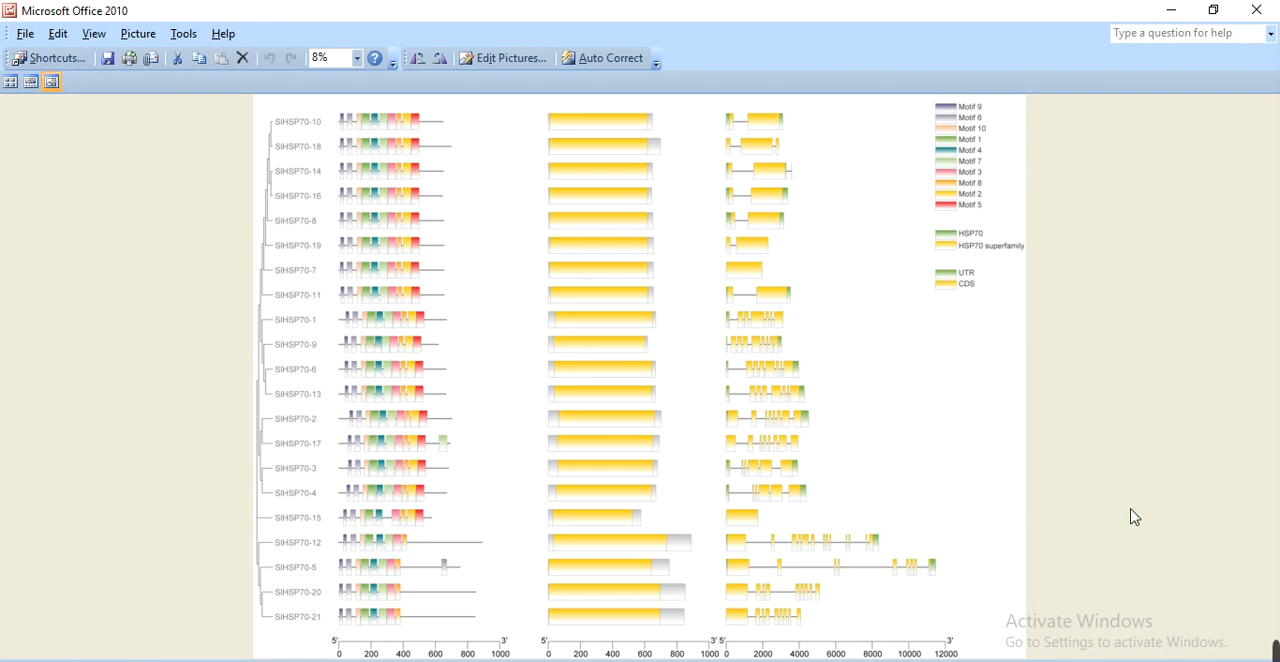 Microsoft Office 2010
File Edit View Picture Tools Help
Type a question for help
Shortcuts... 8% Edit Pictures... Auto Correct
SlHSP70-10
SlHSP70-18
SlHSP70-14
SlHSP70-16
SlHSP70-8
SlHSP70-19
SlHSP70-7
SlHSP70-11
SlHSP70-1
SlHSP70-9
SlHSP70-6
SlHSP70-13
SlHSP70-2
SlHSP70-17
SlHSP70-3
SlHSP70-4
SlHSP70-15
SlHSP70-12
SlHSP70-5
SlHSP70-20
SlHSP70-21
Motif 9
Motif 6
Motif 10
Motif 1
Motif 4
Motif 7
Motif 3
Motif 8
Motif 2
Motif 5
HSP70
HSP70 superfamily
UTR
CDS
5' 3' 5' 3' 5' 3'
0 200 400 600 800 1000 0 200 400 600 800 1000 0 2000 4000 6000 8000 10000 12000
Activate Windows
Go to Settings to activate Windows.